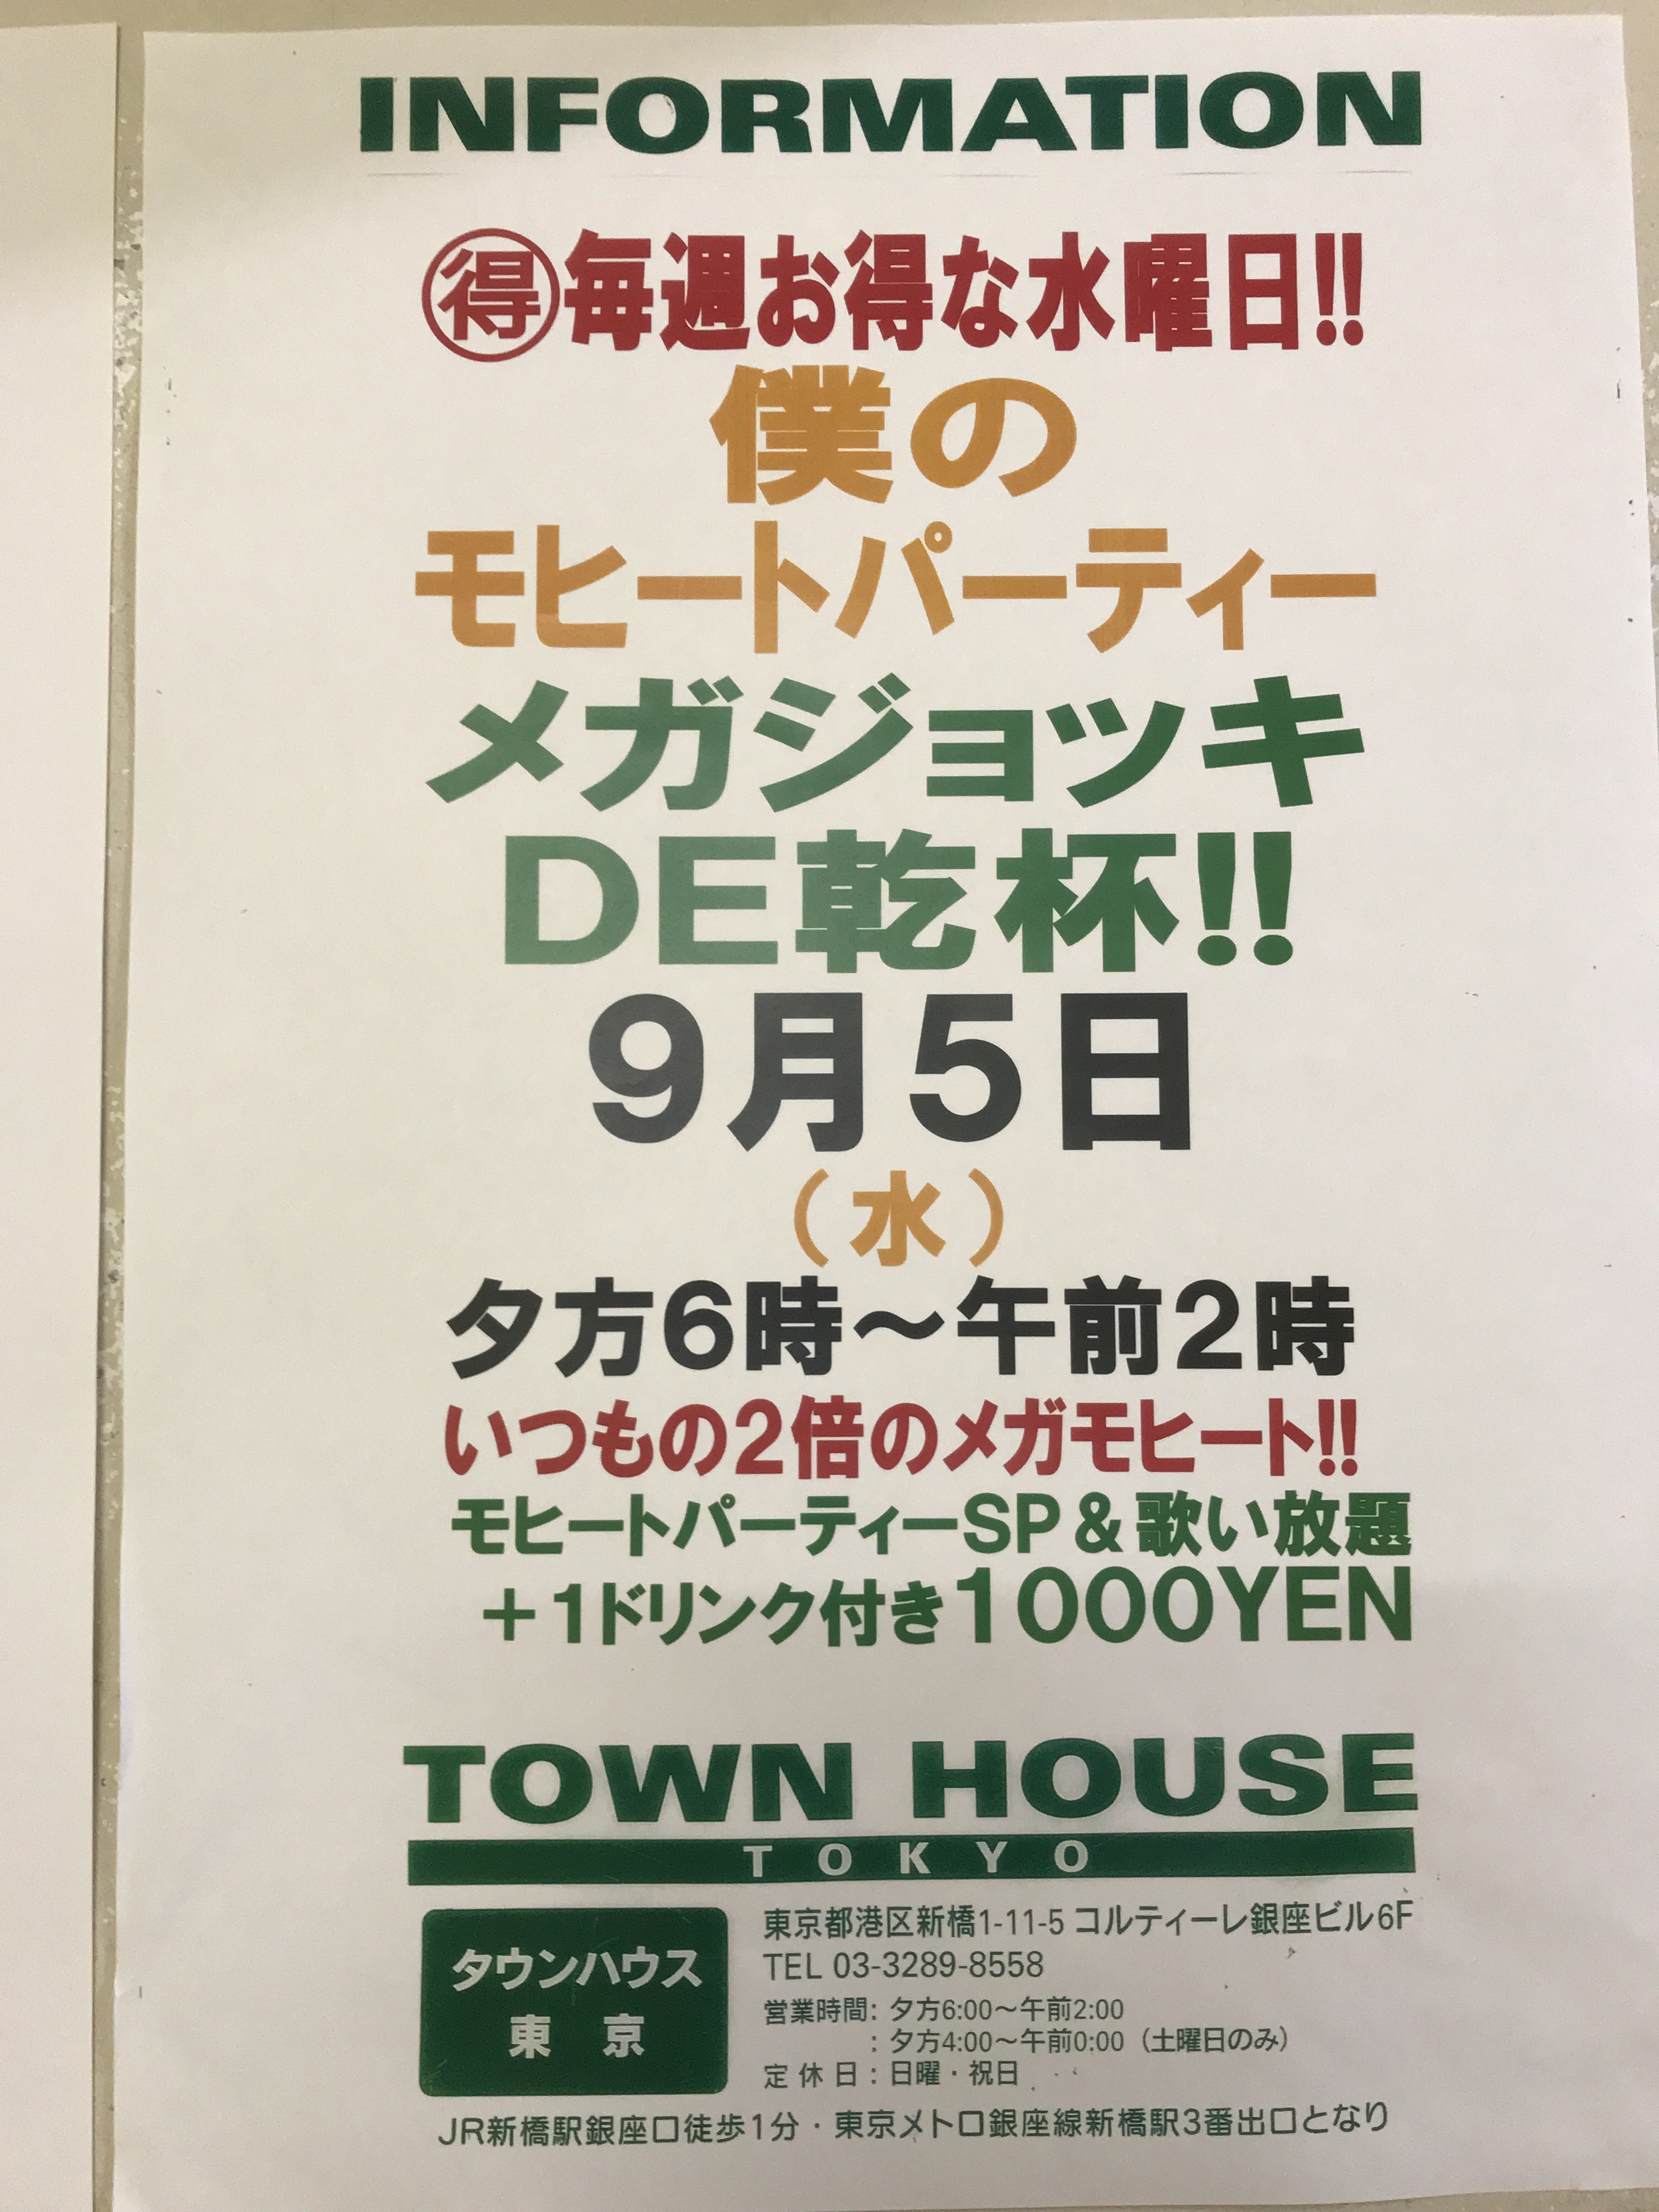 INFORMATION
得毎週お得な水曜日!!
僕の
モヒートパーティー
メガジョッキ
DE乾杯!!
9月5日
(水)
夕方6時〜午前2時
いつもの2倍のメガモヒート!!
モヒートパーティーSP&歌い放題
+1ドリンク付き1000YEN
TOWN HOUSE
TOKYO
タウンハウス
東京
東京都港区新橋1-11-5 コルティーレ銀座ビル6F
TEL 03-3289-8558
営業時間: 夕方6:00〜午前2:00
: 夕方4:00〜午前0:00(土曜日のみ)
定休日: 日曜・祝日
JR新橋駅銀座口徒歩1分・東京メトロ銀座線新橋駅3番出口となり